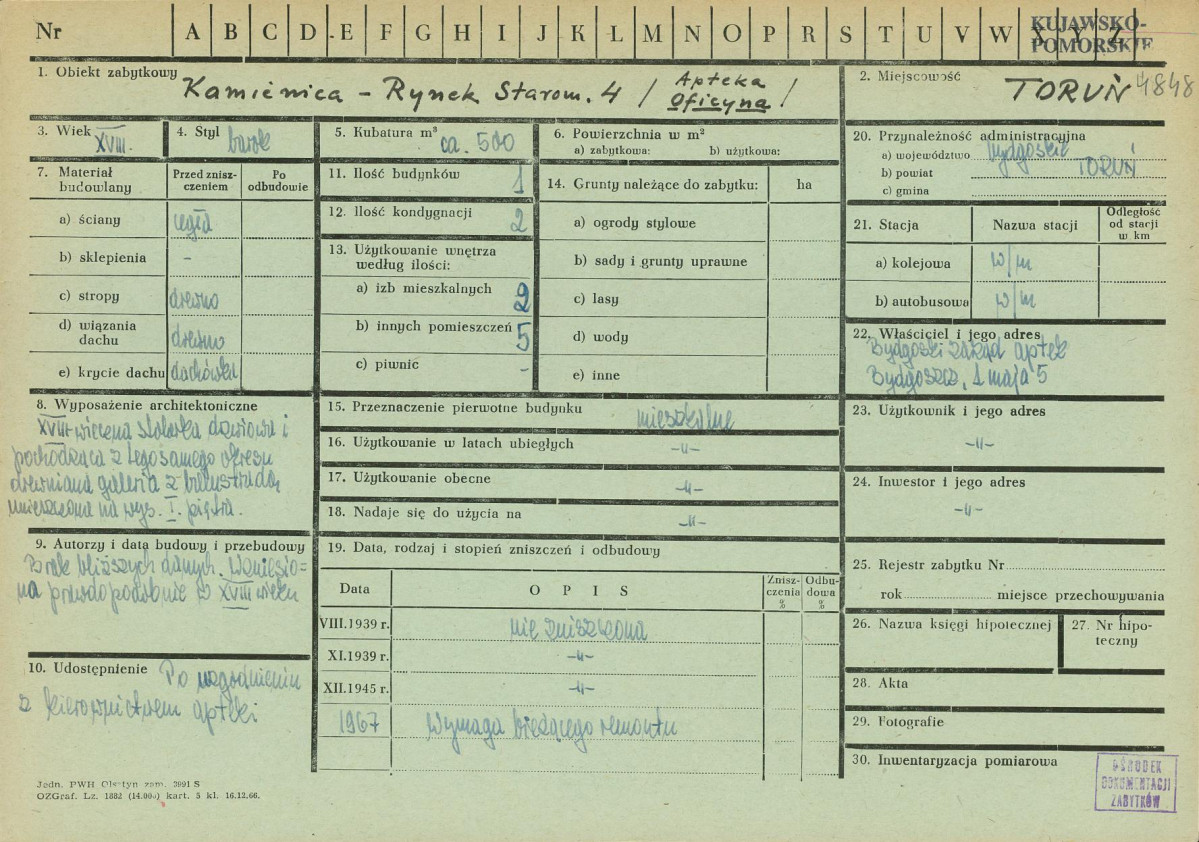 Nr A B C D E F G H I J K L M N O P R S T U V W X Y Z
KUJAWSKO-
POMORSKIE
1. Obiekt zabytkowy Kamienica - Rynek Starom. 4 / Apteka
Oficyna /
2. Miejscowość TORUŃ 4848
3. Wiek XVIII.
4. Styl barok
5. Kubatura m³ ca. 500
6. Powierzchnia w m²
a) zabytkowa: b) użytkowa:
7. Materiał
budowlany
Przed znisz-
czeniem
Po
odbudowie
a) ściany cegła
b) sklepienia -
c) stropy drewno
d) wiązania
dachu drewno
e) krycie dachu dachówka
8. Wyposażenie architektoniczne
XVIII-wieczna stolarka drzwiowa i
pochodząca z tegosamego okresu
drewniana galeria z balustradą,
umieszczona na wys. I. piętra.
9. Autorzy i data budowy i przebudowy
Brak bliższych danych. Wzniesio=
na prawdopodobnie w XVIII wieku
10. Udostępnienie Po uzgodnieniu
z kierownictwem apteki
11. Ilość budynków 1
12. Ilość kondygnacji 2
13. Użytkowanie wnętrza
według ilości:
a) izb mieszkalnych 2
b) innych pomieszczeń 5
c) piwnic -
14. Grunty należące do zabytku: ha
a) ogrody stylowe
b) sady i grunty uprawne
c) lasy
d) wody
e) inne
15. Przeznaczenie pierwotne budynku mieszkalne
16. Użytkowanie w latach ubiegłych -"-
17. Użytkowanie obecne -"-
18. Nadaje się do użycia na -"-
19. Data, rodzaj i stopień zniszczeń i odbudowy
Data OPIS Znisz-
czenia
% Odbu-
dowa
%
VIII.1939 r. nie zniszczona
XI.1939 r. -"-
XII.1945 r. -"-
1967 Wymaga bieżącego remontu
20. Przynależność administracyjna
a) województwo bydgoskie
b) powiat TORUŃ
c) gmina
21. Stacja Nazwa stacji Odległość
od stacji
w km
a) kolejowa w/m
b) autobusowa w/m
22. Właściciel i jego adres
Bydgoski zarząd aptek
Bydgoszcz, 1 maja 5
23. Użytkownik i jego adres
-"-
24. Inwestor i jego adres
-"-
25. Rejestr zabytku Nr
rok miejsce przechowywania
26. Nazwa księgi hipotecznej
27. Nr hipo-
teczny
28. Akta
29. Fotografie
30. Inwentaryzacja pomiarowa
OŚRODEK
DOKUMENTACJI
ZABYTKÓW
Jedn. PWH Olsztyn zam. 3991 S
OZGraf. Lz. 1882 (14.000) kart. 5 kl. 16.12.66.